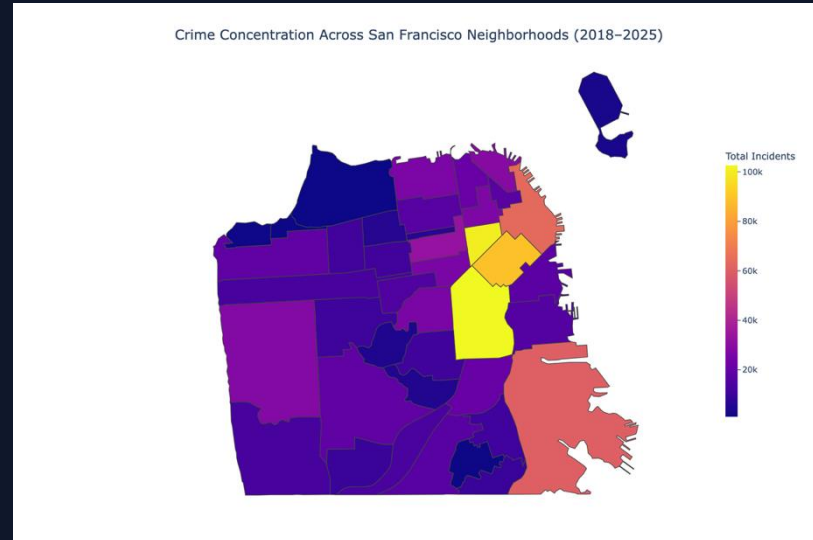 Crime Concentration Across San Francisco Neighborhoods (2018–2025)
Total Incidents
100k
80k
60k
40k
20k